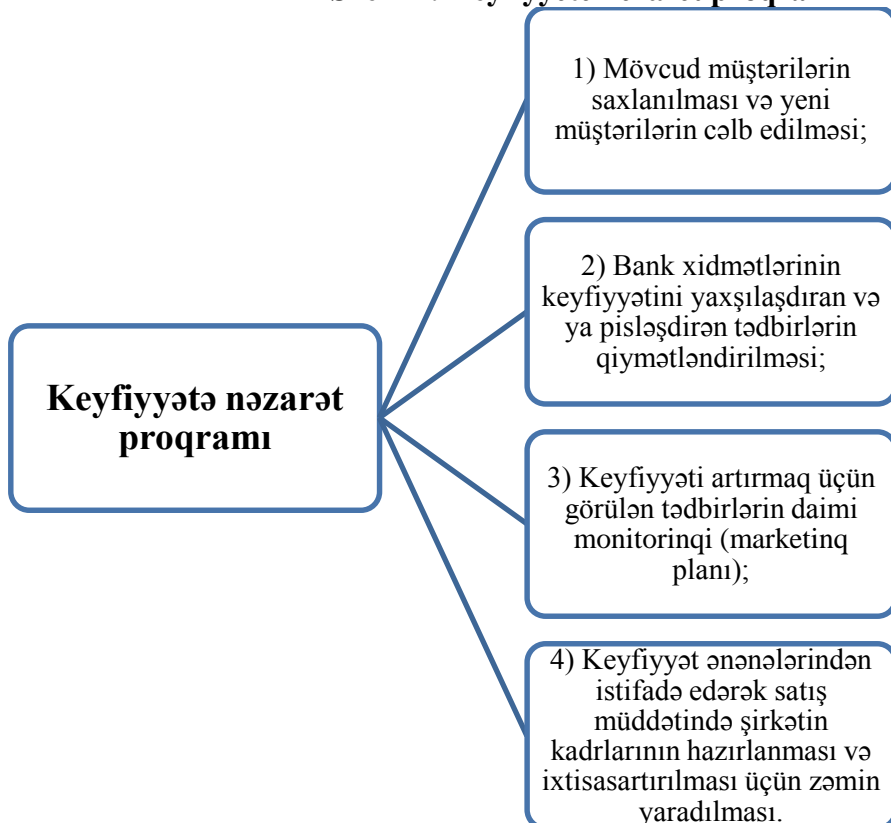 1) Mövcud müştərilərin
saxlanılması və yeni
müştərilərin cəlb edilməsi;
2) Bank xidmətlərinin
keyfiyyətini yaxşılaşdıran və
ya pisləşdirən tədbirlərin
qiymətləndirilməsi;
Keyfiyyətə nəzarət
proqramı
3) Keyfiyyəti artırmaq üçün
görülən tədbirlərin daimi
monitorinqi (marketinq
planı);
4) Keyfiyyət ənənələrindən
istifadə edərək satış
müddətində şirkətin
kadrlarının hazırlanması və
ixtisasartırılması üçün zəmin
yaradılması.